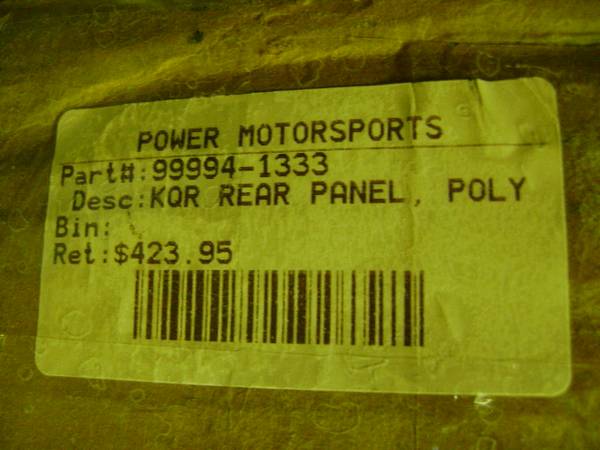 POWER MOTORSPORTS
Part#:99994-1333
Desc:KQR REAR PANEL, POLY
Bin:
Ret:$423.95